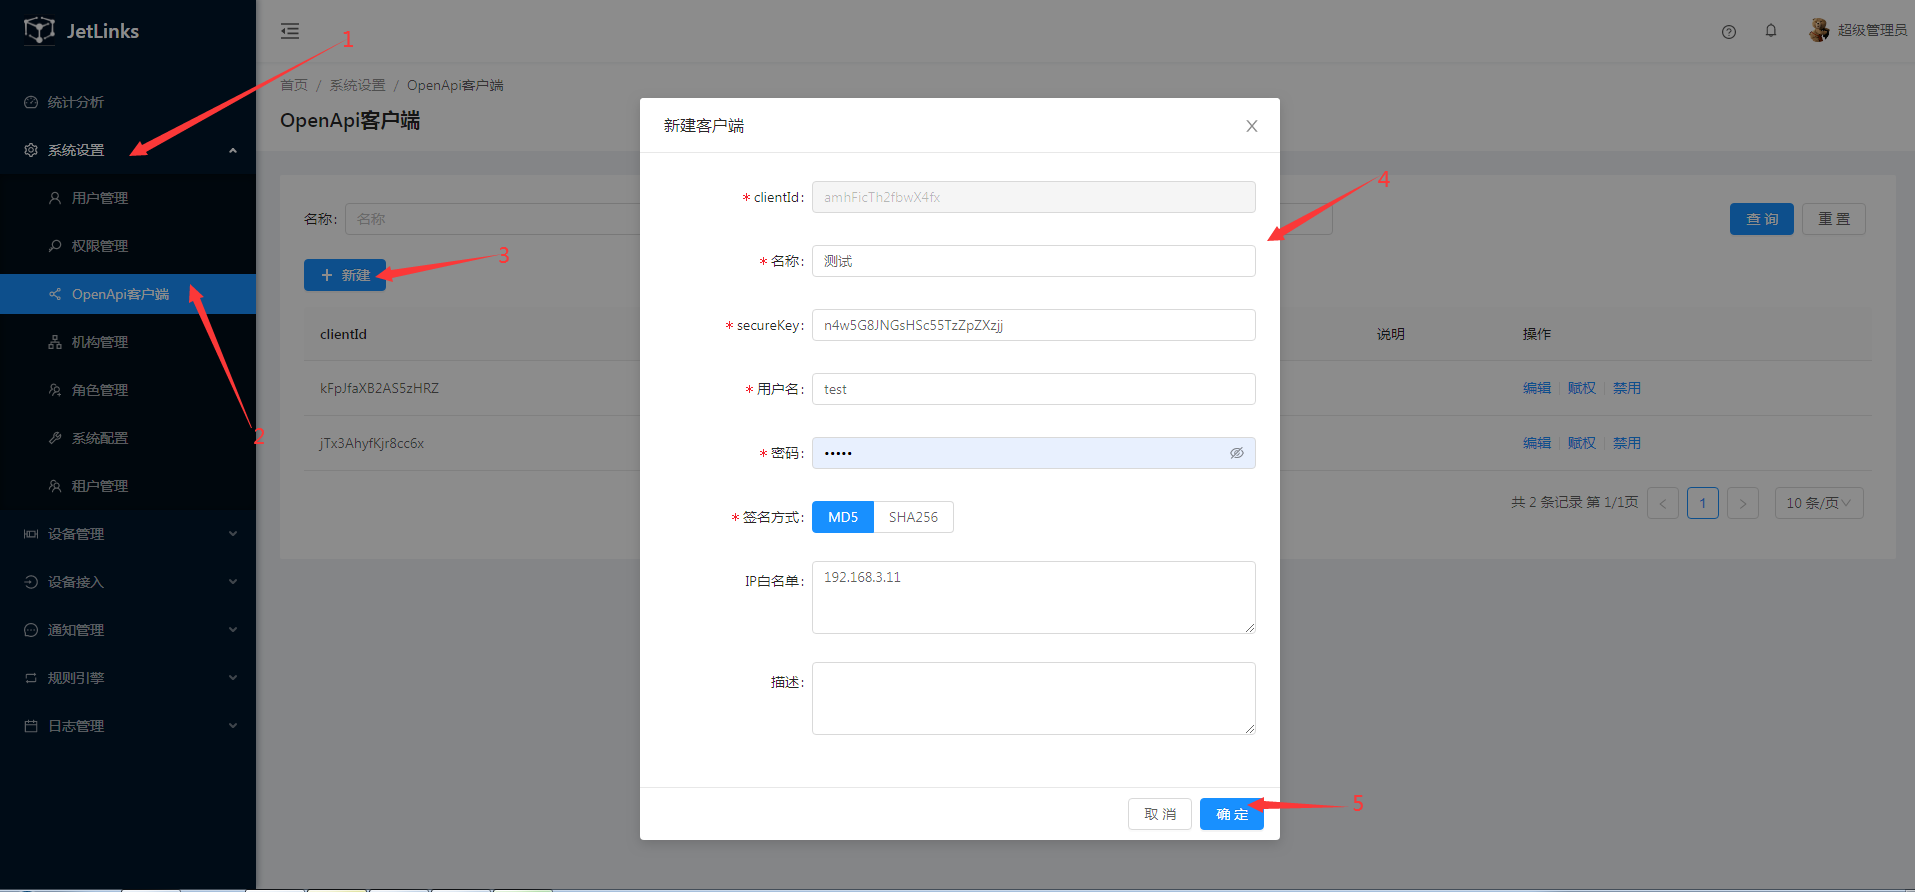 JetLinks
统计分析
系统设置
用户管理
权限管理
OpenApi客户端
机构管理
角色管理
系统配置
租户管理
设备管理
设备接入
通知管理
规则引擎
日志管理
1
2
超级管理员
首页 / 系统设置 / OpenApi客户端
OpenApi客户端
名称: 名称
查 询 重 置
+ 新建
3
clientId 说明 操作
kFpJfaXB2AS5zHRZ 编辑 赋权 禁用
jTx3AhyfKjr8cc6x 编辑 赋权 禁用
共 2 条记录 第 1/1页 < 1 > 10 条/页
新建客户端
* clientId: amhFicTh2fbwX4fx
4
* 名称: 测试
* secureKey: n4w5G8JNGsHSc55TzZpZXzjj
* 用户名: test
* 密码: •••••
* 签名方式: MD5 SHA256
IP白名单: 192.168.3.11
描述:
取 消 确 定
5